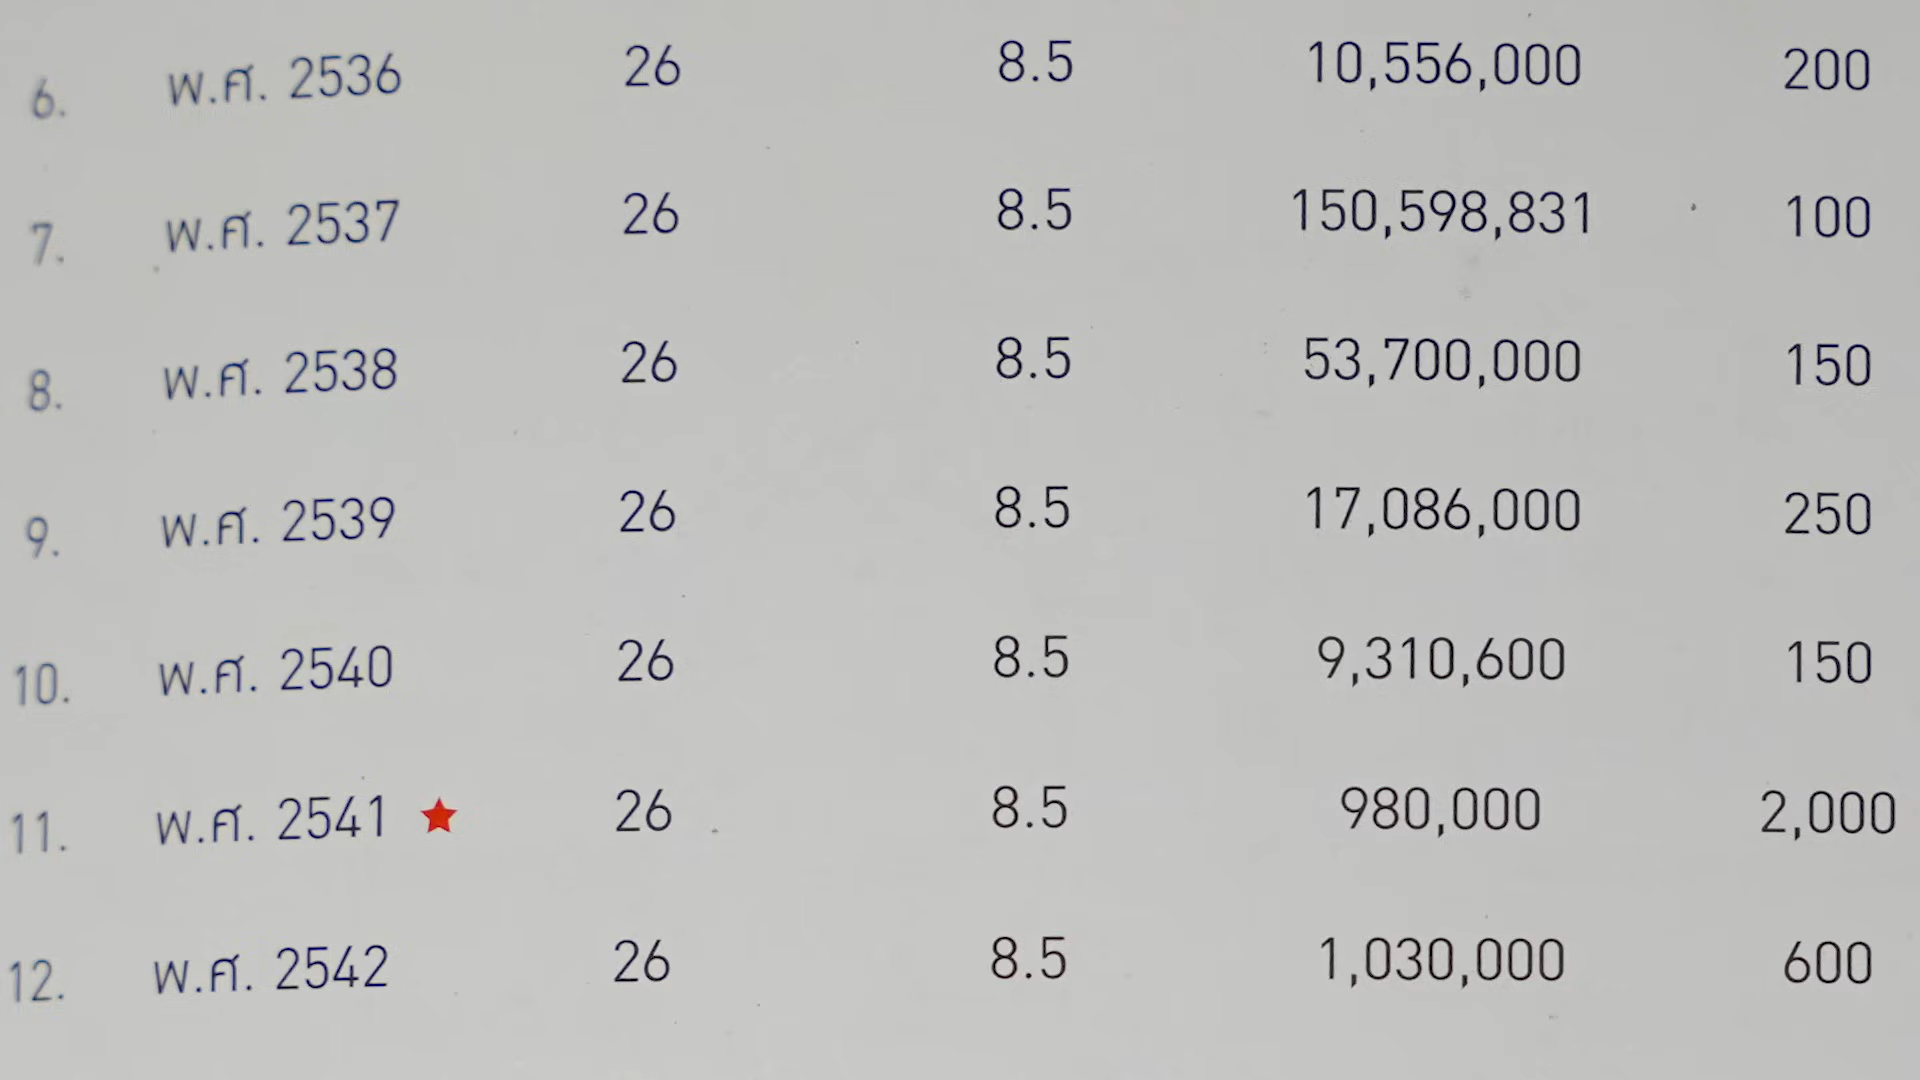 6. พ.ศ. 2536 26 8.5 10,556,000 200
7. พ.ศ. 2537 26 8.5 150,598,831 100
8. พ.ศ. 2538 26 8.5 53,700,000 150
9. พ.ศ. 2539 26 8.5 17,086,000 250
10. พ.ศ. 2540 26 8.5 9,310,600 150
11. พ.ศ. 2541 ★ 26 8.5 980,000 2,000
12. พ.ศ. 2542 26 8.5 1,030,000 600